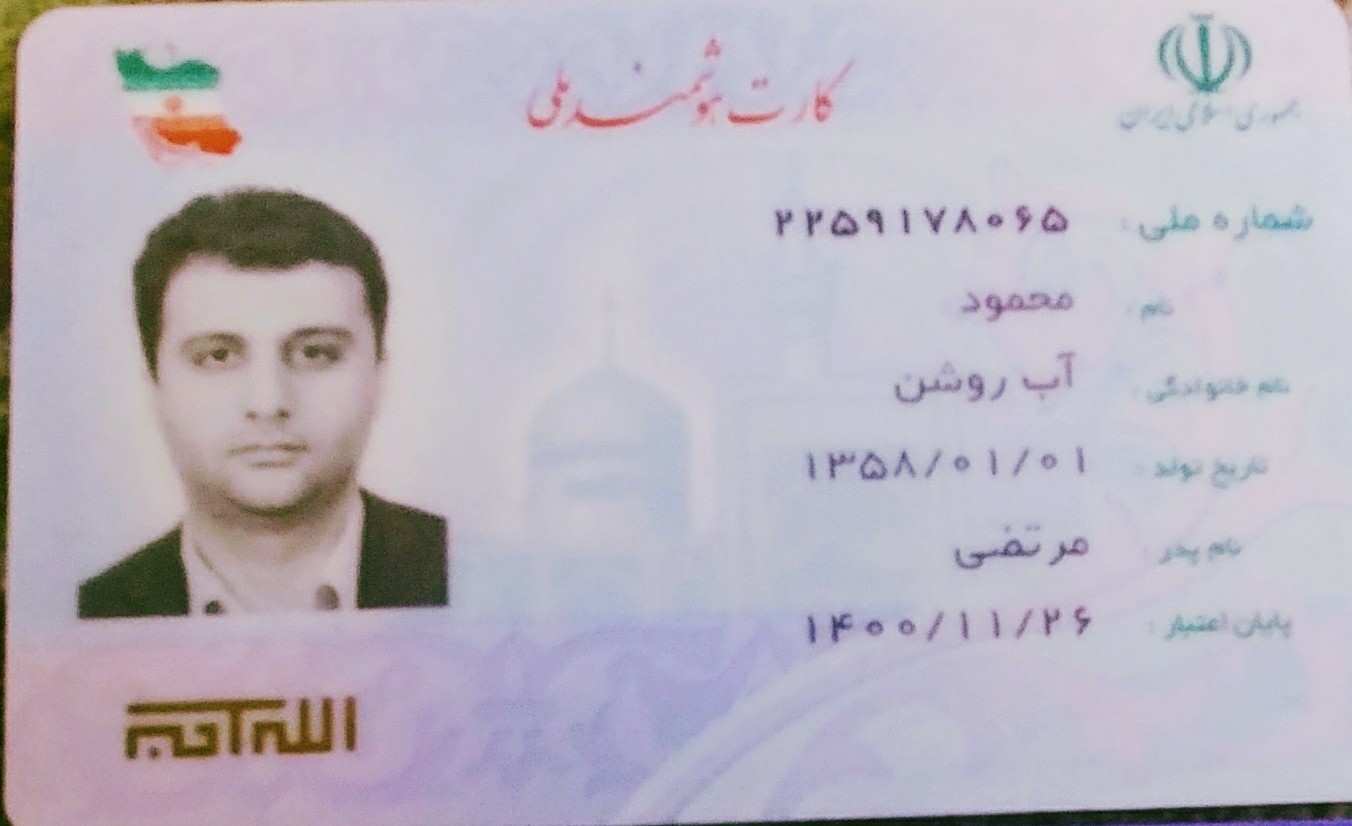 کارت هوشمند ملی
جمهوری اسلامی ایران
شماره ملی: ۲۲۵۹۱۷۸۰۶۵
نام: محمود
نام خانوادگی: آب روشن
تاریخ تولد: ۱۳۵۸/۰۱/۰۱
نام پدر: مرتضی
پایان اعتبار: ۱۴۰۰/۱۱/۲۶
الله اکبر